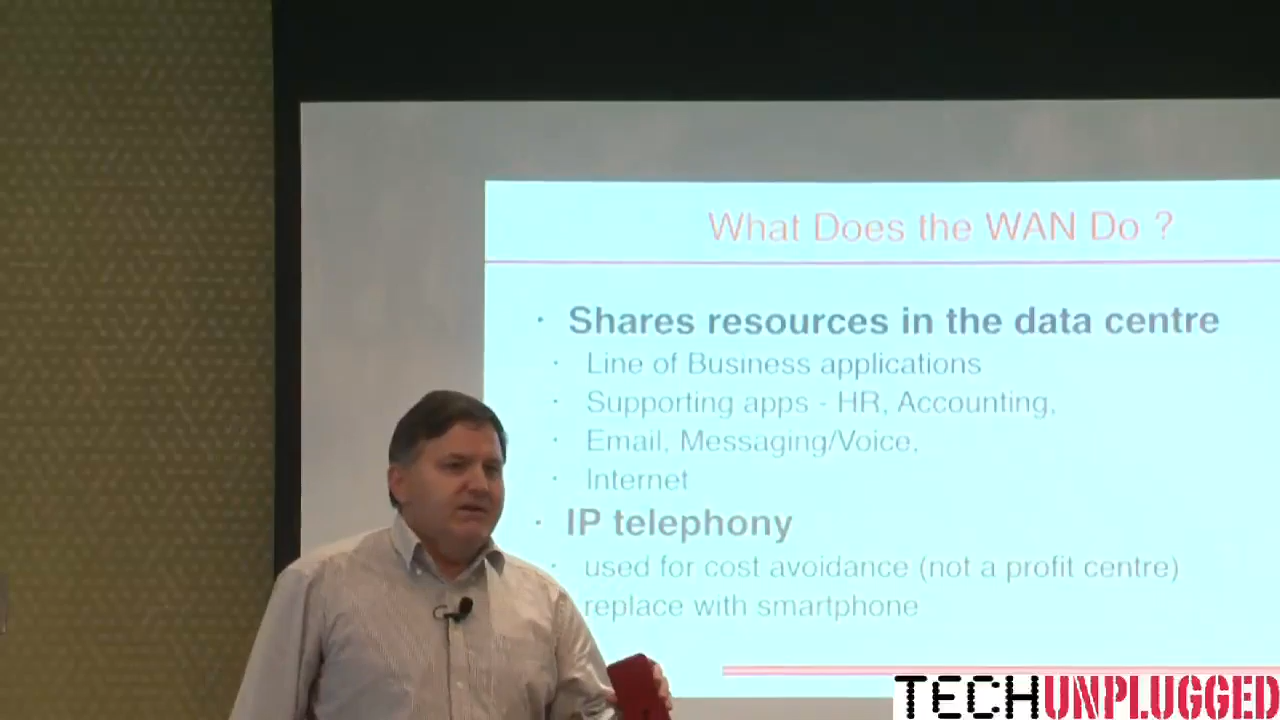 What Does the WAN Do ?
· Shares resources in the data centre
· Line of Business applications
· Supporting apps - HR, Accounting,
· Email, Messaging/Voice,
· Internet
· IP telephony
· used for cost avoidance (not a profit centre)
replace with smartphone
TECHUNPLUGGED